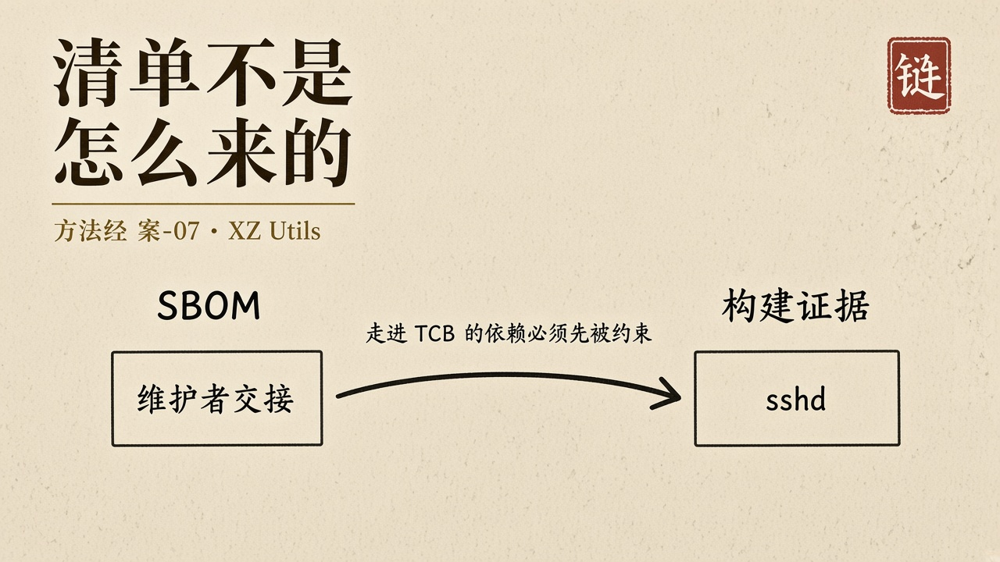 清单不是
怎么来的
链
方法经 案-07・XZ Utils
SBOM
构建证据
走进 TCB 的依赖必须先被约束
维护者交接
sshd